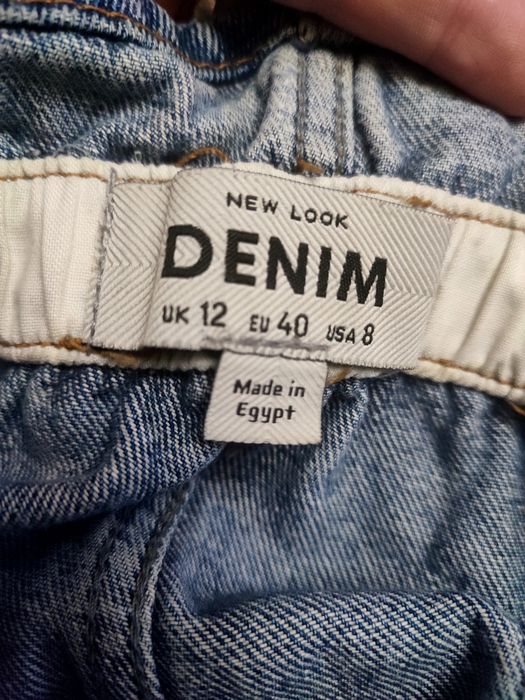 NEW LOOK
DENIM
UK 12 EU 40 USA 8
Made in
Egypt